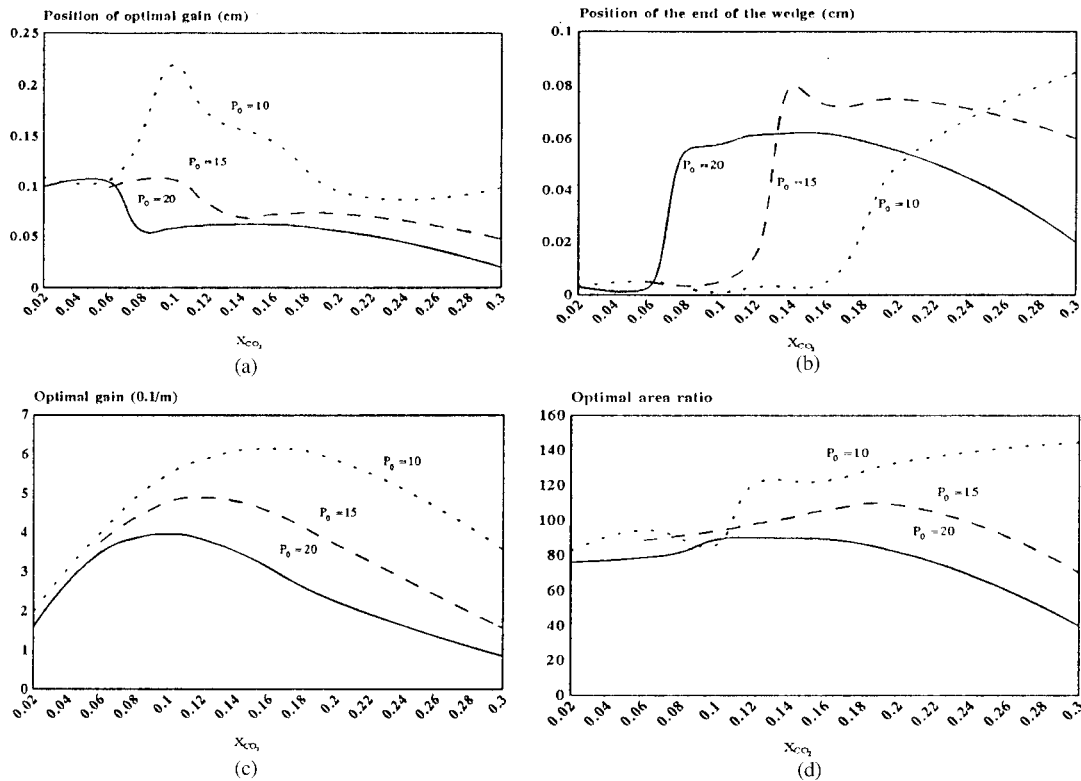 Position of optimal gain (cm)
0.25
0.2
0.15
0.1
0.05
0
P₀ =10
P₀ =15
P₀ =20
0.02 0.04 0.06 0.08 0.1 0.12 0.14 0.16 0.18 0.2 0.22 0.24 0.26 0.28 0.3
X_CO₂
(a)
Position of the end of the wedge (cm)
0.1
0.08
0.06
0.04
0.02
0
P₀ =20
P₀ =15
P₀ =10
0.02 0.04 0.06 0.08 0.1 0.12 0.14 0.16 0.18 0.2 0.22 0.24 0.26 0.28 0.3
X_CO₂
(b)
Optimal gain (0.1/m)
7
6
5
4
3
2
1
0
P₀ =10
P₀ =15
P₀ =20
0.02 0.04 0.06 0.08 0.1 0.12 0.14 0.16 0.18 0.2 0.22 0.24 0.26 0.28 0.3
X_CO₂
(c)
Optimal area ratio
160
140
120
100
80
60
40
20
0
P₀ =10
P₀ =15
P₀ =20
0.02 0.04 0.06 0.08 0.1 0.12 0.14 0.16 0.18 0.2 0.22 0.24 0.26 0.28 0.3
X_CO₂
(d)